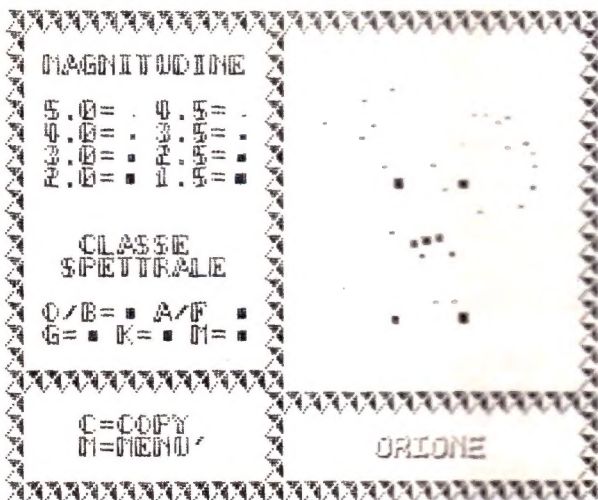 MAGNITUDINE
5.0= 4.5=
4.0= 3.5=
3.0= 2.5=
2.0= 1.5=
CLASSE
SPETTRALE
O/B= A/F
G= K= M=
C=COPY
M=MENU'
ORIONE